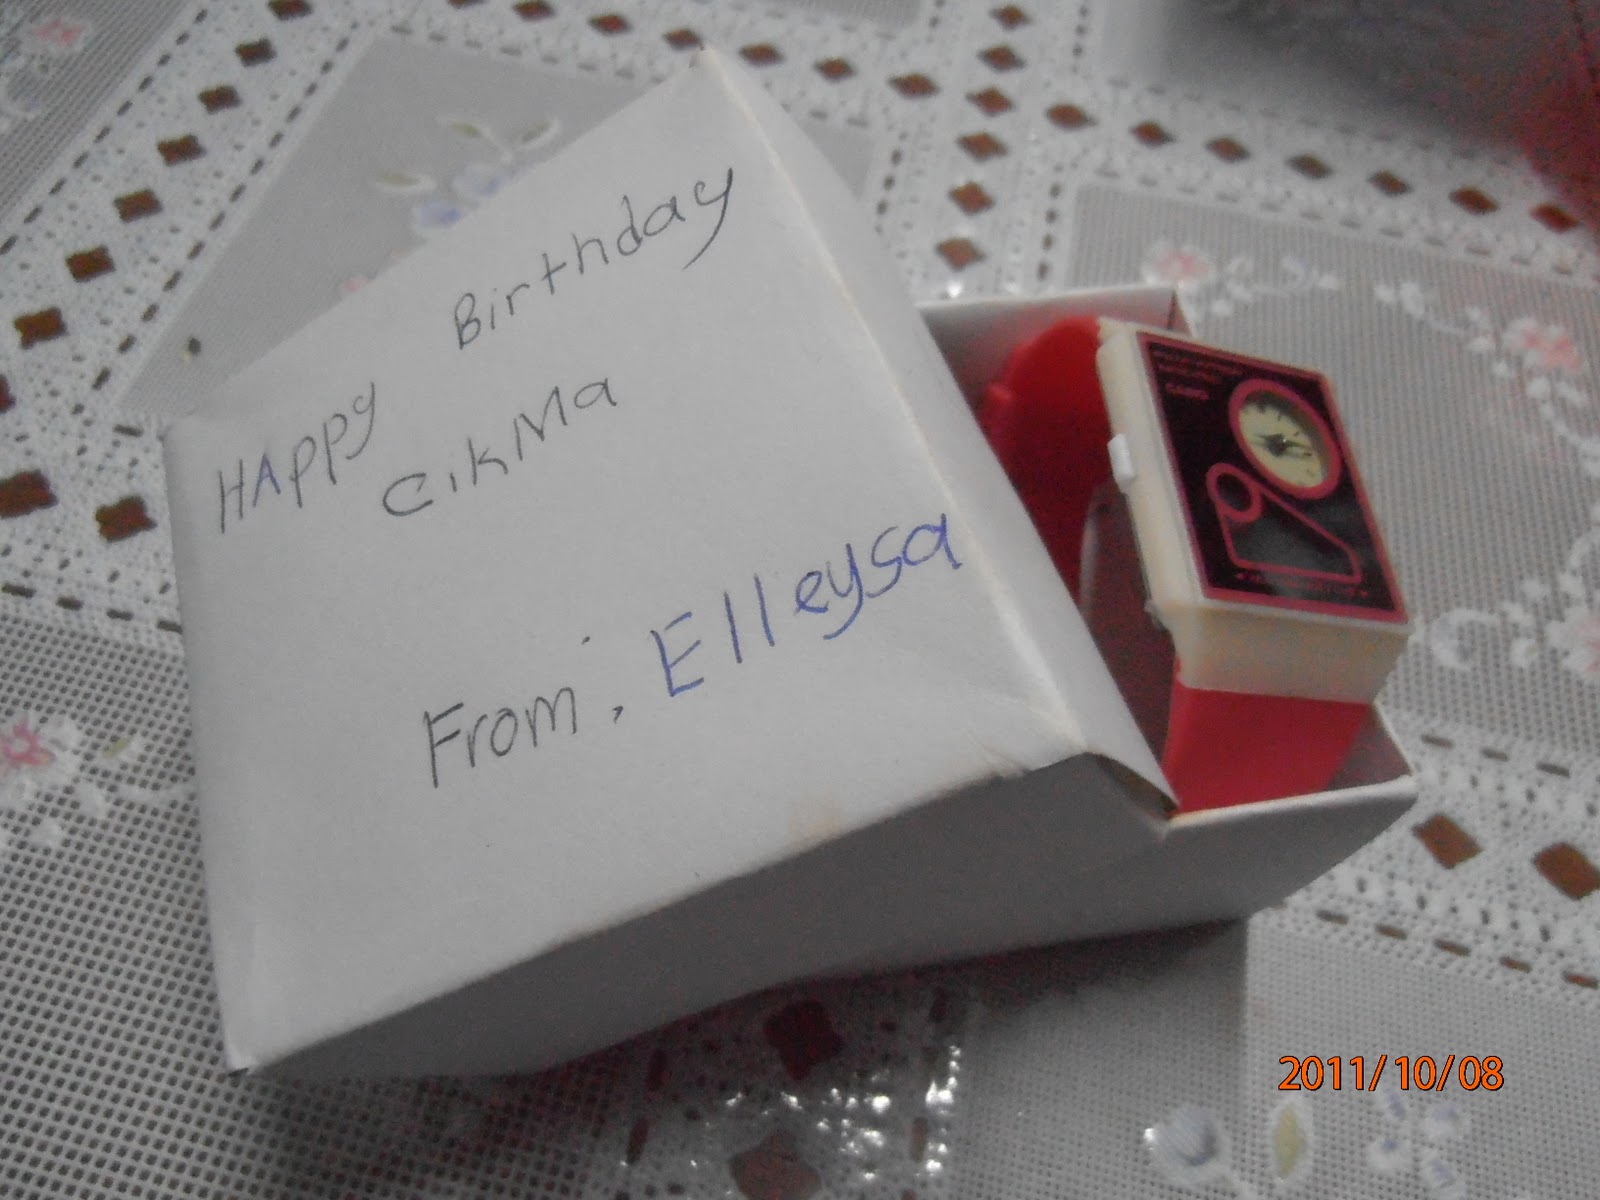 HAppy Birthday
CikMa
From, Elleysa
2011/10/08